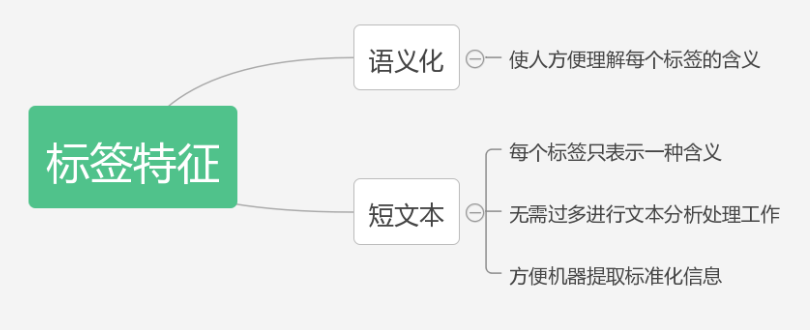 标签特征
语义化
使人方便理解每个标签的含义
短文本
每个标签只表示一种含义
无需过多进行文本分析处理工作
方便机器提取标准化信息